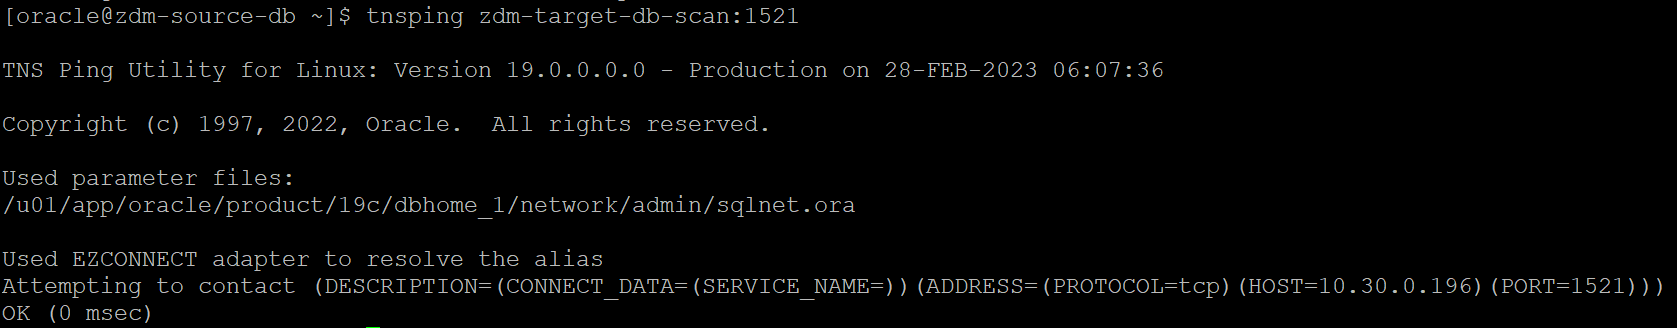 [oracle@zdm-source-db ~]$ tnsping zdm-target-db-scan:1521
TNS Ping Utility for Linux: Version 19.0.0.0.0 - Production on 28-FEB-2023 06:07:36
Copyright (c) 1997, 2022, Oracle.  All rights reserved.
Used parameter files:
/u01/app/oracle/product/19c/dbhome_1/network/admin/sqlnet.ora
Used EZCONNECT adapter to resolve the alias
Attempting to contact (DESCRIPTION=(CONNECT_DATA=(SERVICE_NAME=))(ADDRESS=(PROTOCOL=tcp)(HOST=10.30.0.196)(PORT=1521)))
OK (0 msec)